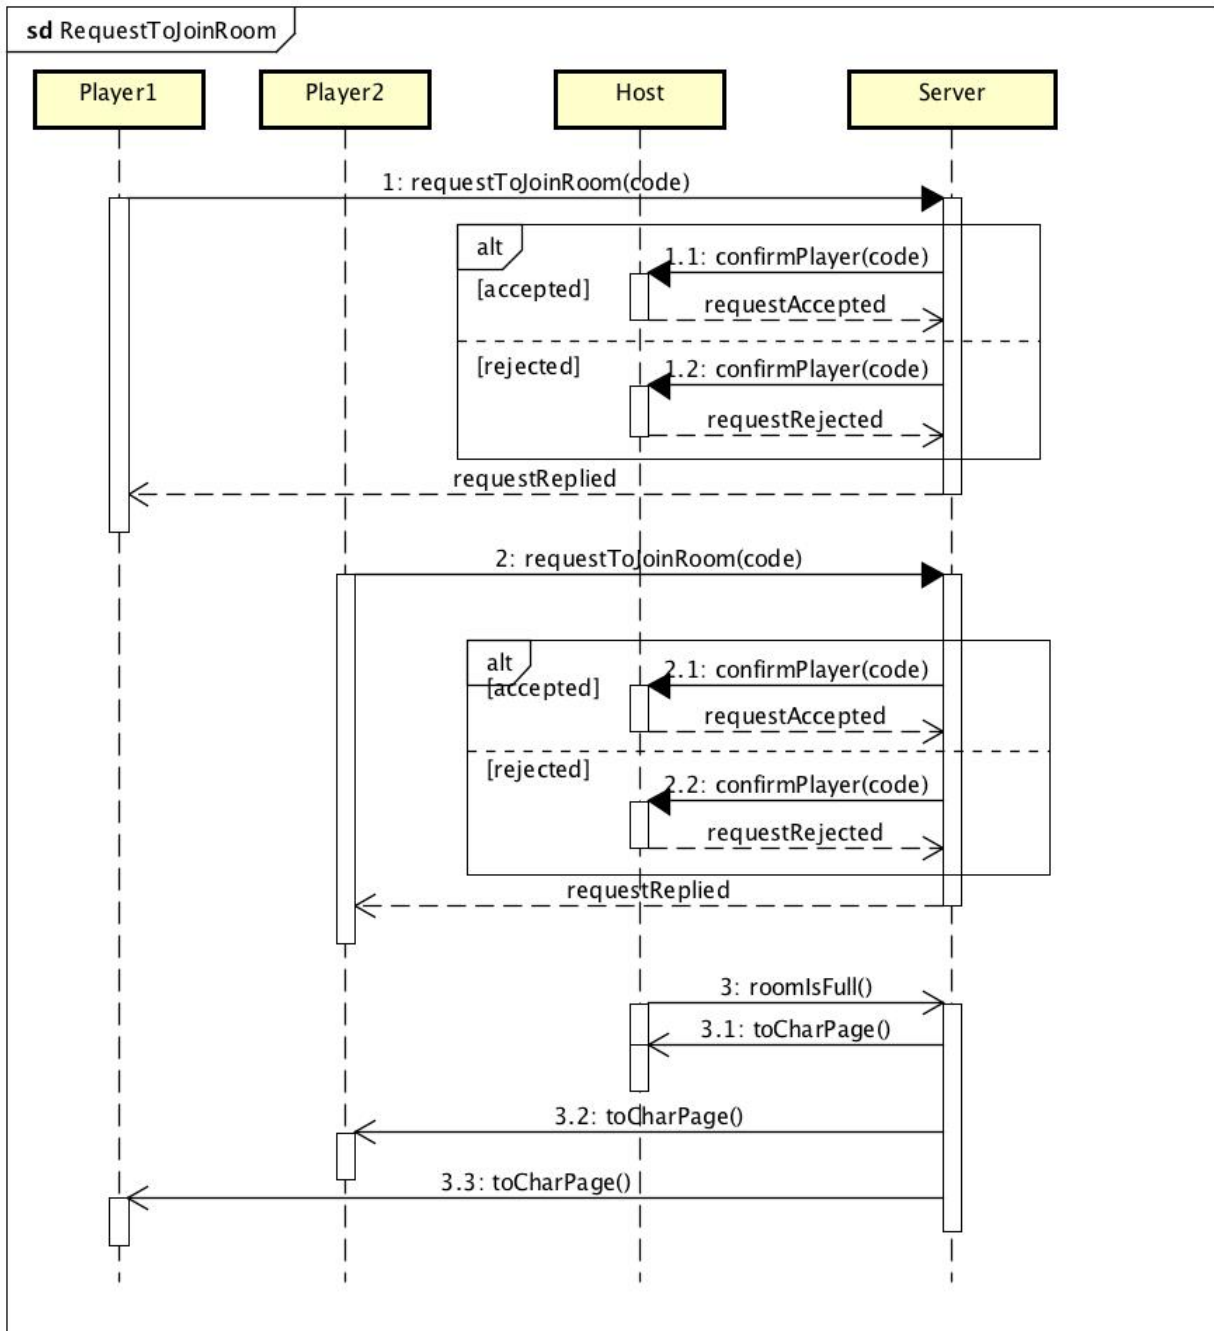 sd RequestToJoinRoom
Player1
Player2
Host
Server
1: requestToJoinRoom(code)
alt
1.1: confirmPlayer(code)
[accepted]
requestAccepted
[rejected]
1.2: confirmPlayer(code)
requestRejected
requestReplied
2: requestToJoinRoom(code)
alt
2.1: confirmPlayer(code)
[accepted]
requestAccepted
[rejected]
2.2: confirmPlayer(code)
requestRejected
requestReplied
3: roomIsFull()
3.1: toCharPage()
3.2: toCharPage()
3.3: toCharPage()